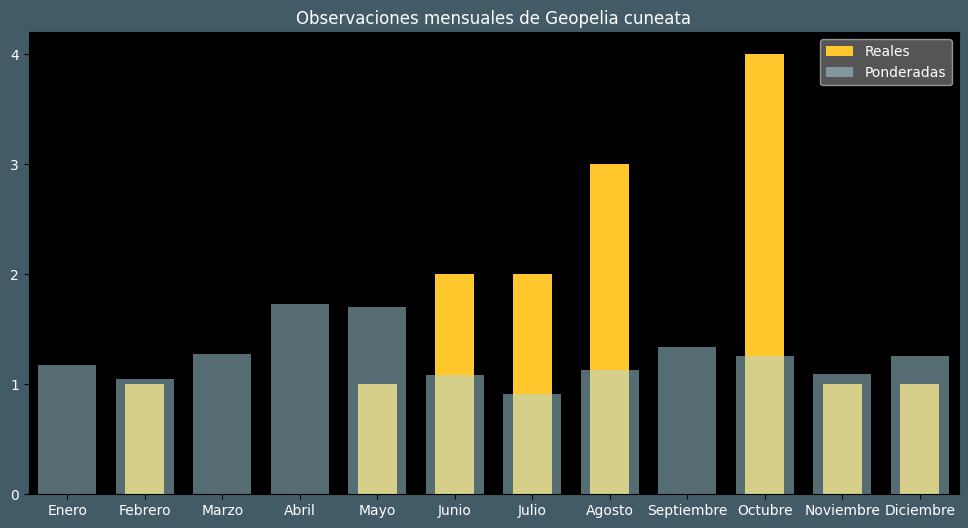 Observaciones mensuales de Geopelia cuneata
Reales
Ponderadas
4
3
2
1
0
Enero Febrero Marzo Abril Mayo Junio Julio Agosto Septiembre Octubre Noviembre Diciembre